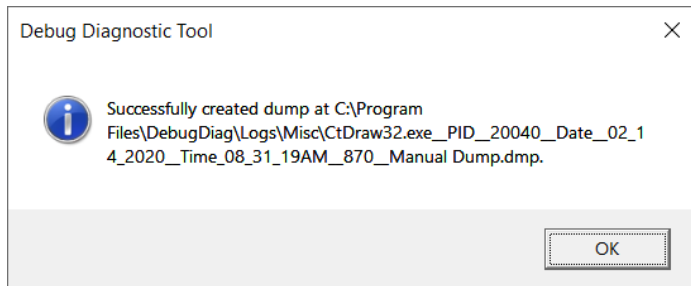 Debug Diagnostic Tool
Successfully created dump at C:\Program
Files\DebugDiag\Logs\Misc\CtDraw32.exe__PID__20040__Date__02_1
4_2020__Time_08_31_19AM__870__Manual Dump.dmp.
OK